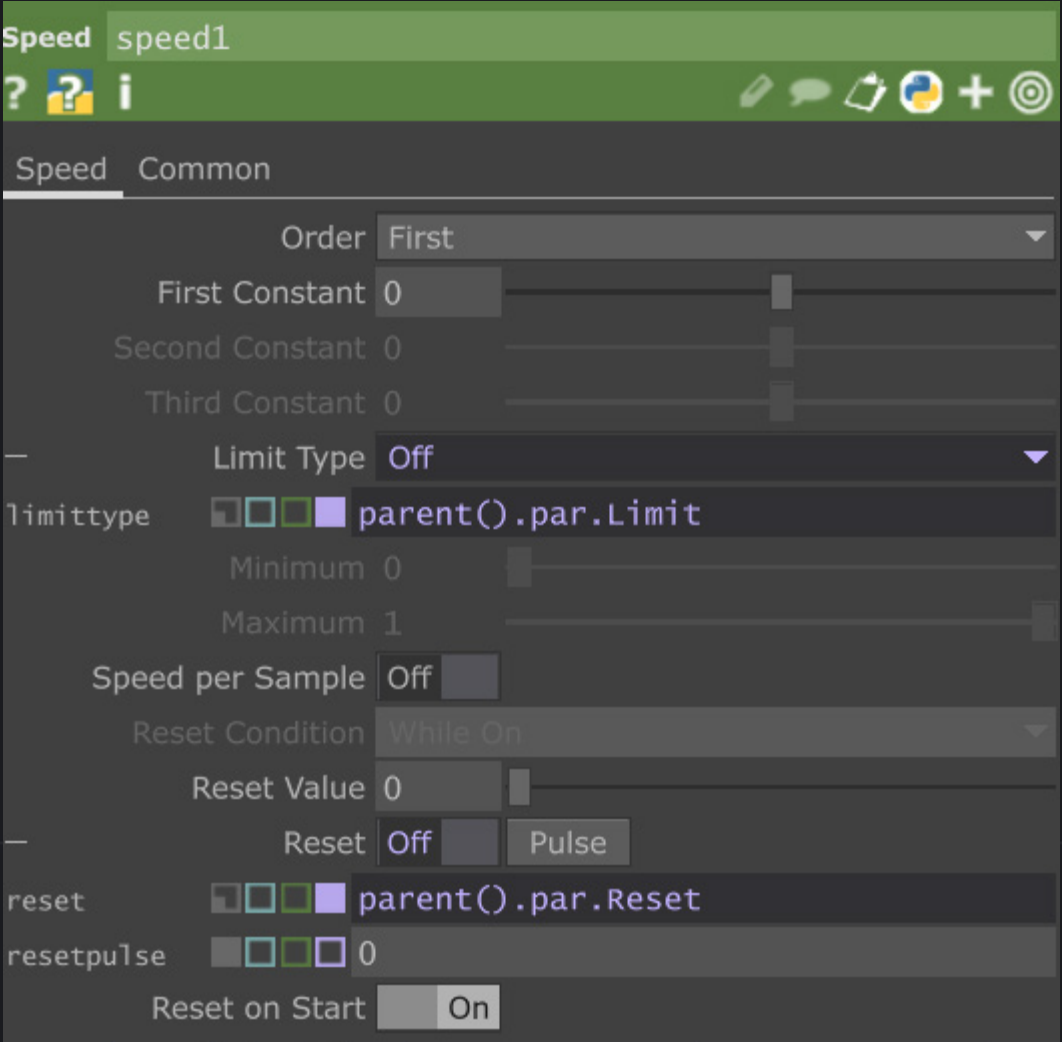 Speed speed1
? ? i
Speed Common
Order First
First Constant 0
Second Constant 0
Third Constant 0
Limit Type Off
limittype parent().par.Limit
Minimum 0
Maximum 1
Speed per Sample Off
Reset Condition While On
Reset Value 0
Reset Off Pulse
reset parent().par.Reset
resetpulse 0
Reset on Start On